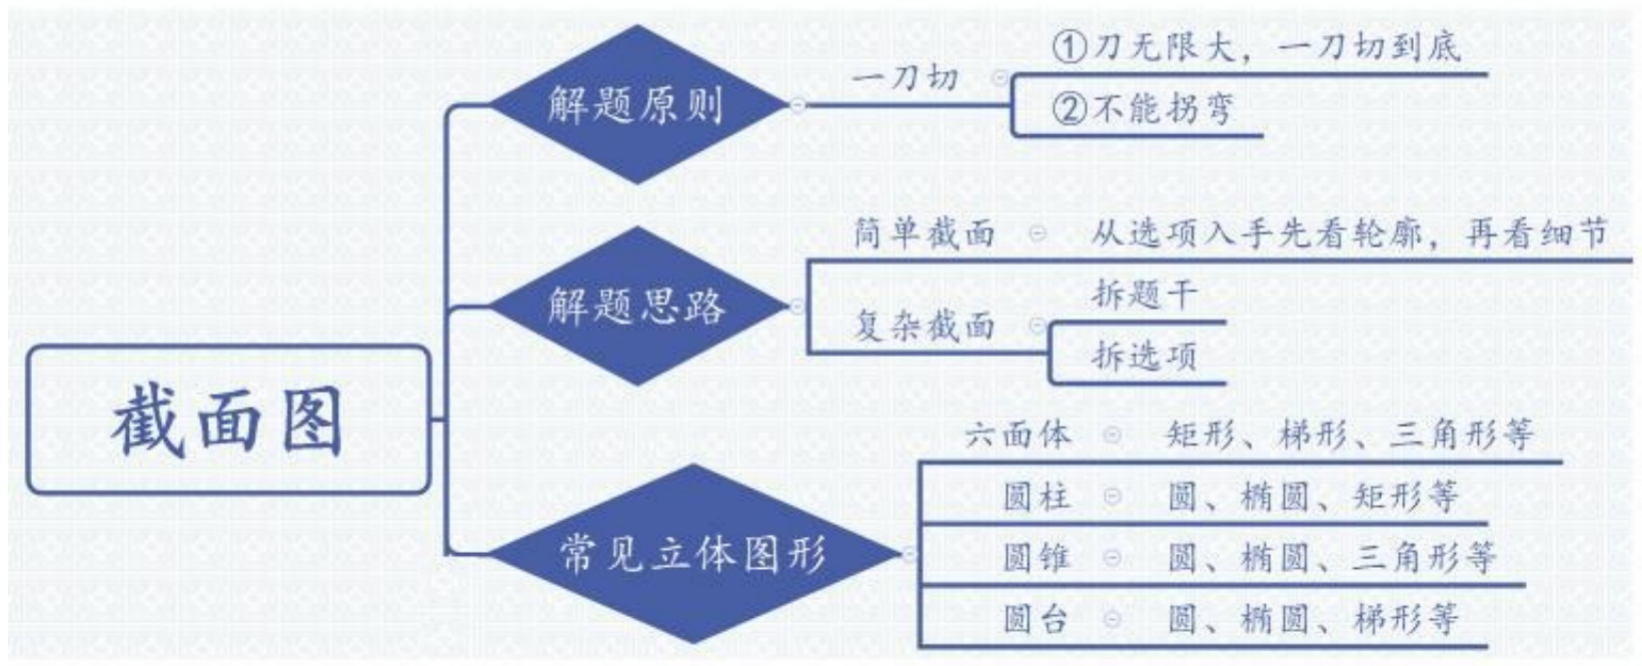 截面图
解题原则
一刀切
①刀无限大，一刀切到底
②不能拐弯
解题思路
简单截面
从选项入手先看轮廓，再看细节
复杂截面
拆题干
拆选项
常见立体图形
六面体
矩形、梯形、三角形等
圆柱
圆、椭圆、矩形等
圆锥
圆、椭圆、三角形等
圆台
圆、椭圆、梯形等